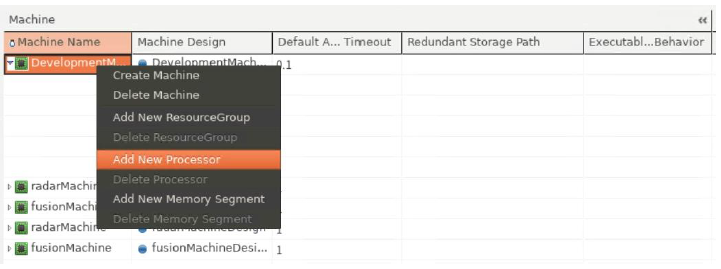 Machine «
Machine Name Machine Design Default A... Timeout Redundant Storage Path Executabl...Behavior
DevelopmentM... DevelopmentMach... 0.1
Create Machine
Delete Machine
Add New ResourceGroup
Delete ResourceGroup
Add New Processor
Delete Processor
radarMachin
Add New Memory Segment
fusionMachi
Delete Memory Segment
radarMachine radarMachineDesign 1
fusionMachine fusionMachineDesi... 1